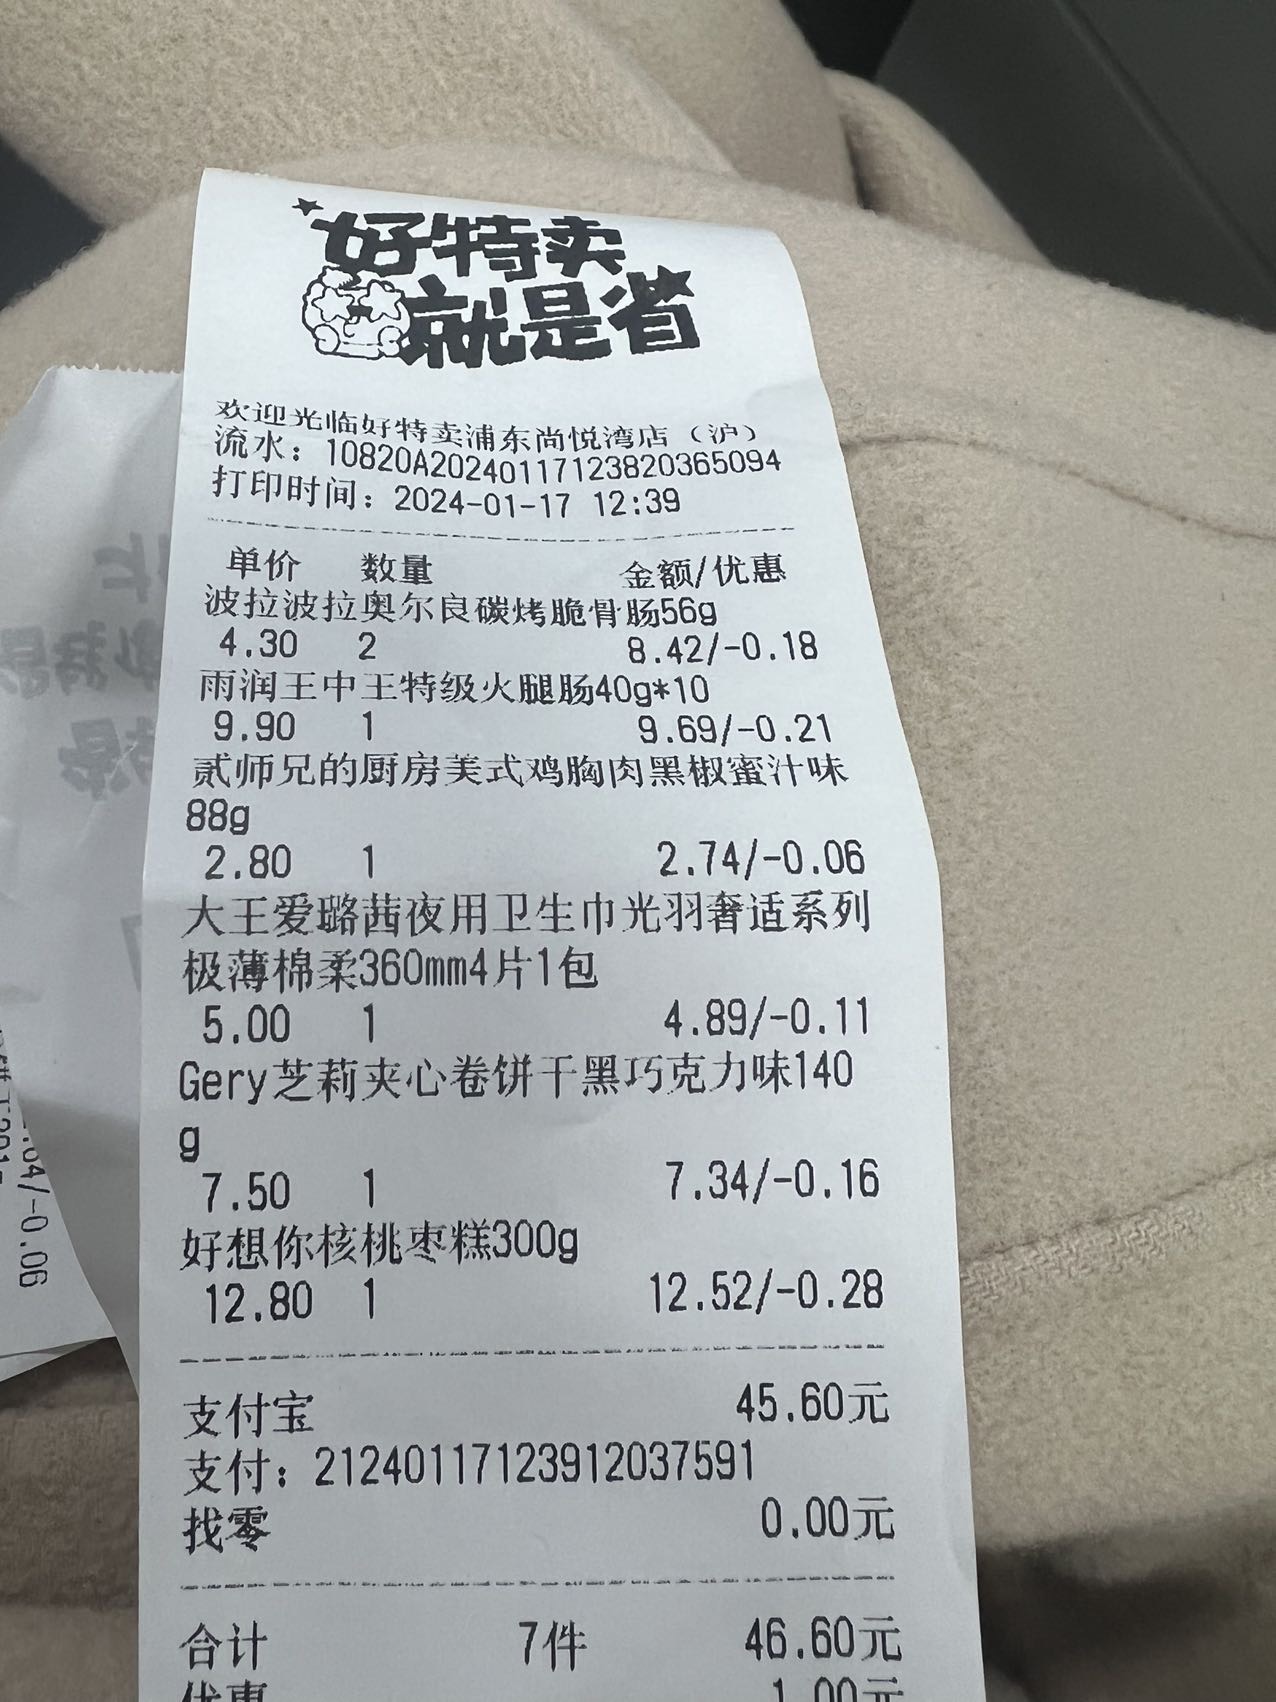 好特卖
就是省
欢迎光临好特卖浦东尚悦湾店（沪）
流水：10820A20240117123820365094
打印时间：2024-01-17 12:39
单价 数量 金额/优惠
波拉波拉奥尔良碳烤脆骨肠56g
4.30 2 8.42/-0.18
雨润王中王特级火腿肠40g*10
9.90 1 9.69/-0.21
贰师兄的厨房美式鸡胸肉黑椒蜜汁味
88g
2.80 1 2.74/-0.06
大王爱璐茜夜用卫生巾光羽奢适系列
极薄棉柔360mm4片1包
5.00 1 4.89/-0.11
Gery芝莉夹心卷饼干黑巧克力味140
g
7.50 1 7.34/-0.16
好想你核桃枣糕300g
12.80 1 12.52/-0.28
支付宝 45.60元
支付：21240117123912037591
找零 0.00元
合计 7件 46.60元
优惠 1.00元
/-0.06